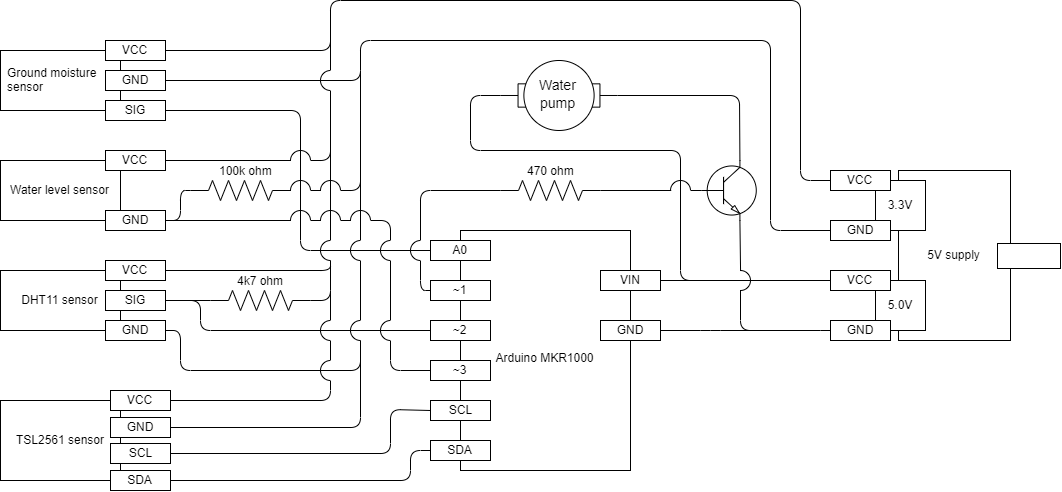 VCC
Ground moisture
sensor
GND
SIG
Water
pump
VCC
100k ohm
Water level sensor
GND
470 ohm
VCC
3.3V
GND
5V supply
A0
VIN
VCC
~1
5.0V
GND
GND
VCC
DHT11 sensor
SIG
4k7 ohm
GND
~2
Arduino MKR1000
~3
VCC
GND
TSL2561 sensor
SCL
SDA
SCL
SDA